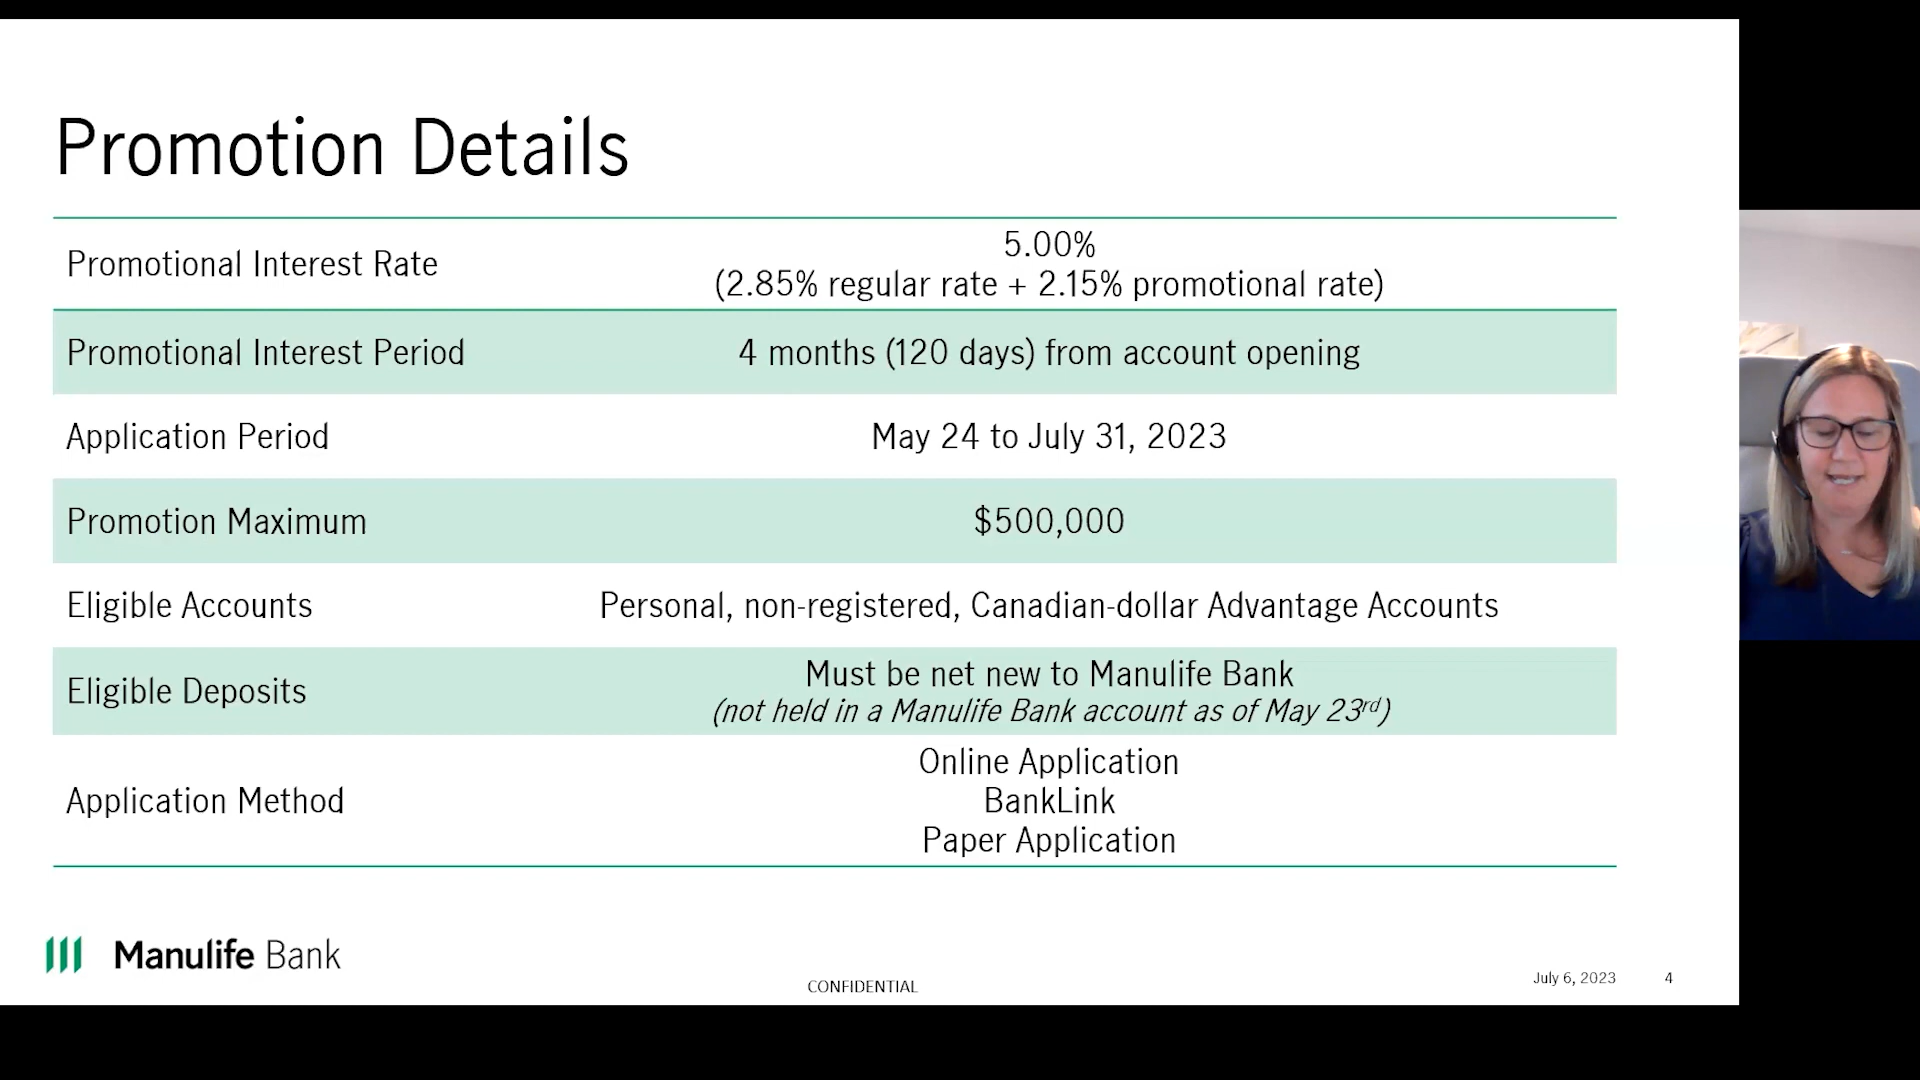 Promotion Details
Promotional Interest Rate
5.00%
(2.85% regular rate + 2.15% promotional rate)
Promotional Interest Period
4 months (120 days) from account opening
Application Period
May 24 to July 31, 2023
Promotion Maximum
$500,000
Eligible Accounts
Personal, non-registered, Canadian-dollar Advantage Accounts
Eligible Deposits
Must be net new to Manulife Bank
(not held in a Manulife Bank account as of May 23rd)
Application Method
Online Application
BankLink
Paper Application
Manulife Bank
CONFIDENTIAL
July 6, 2023
4